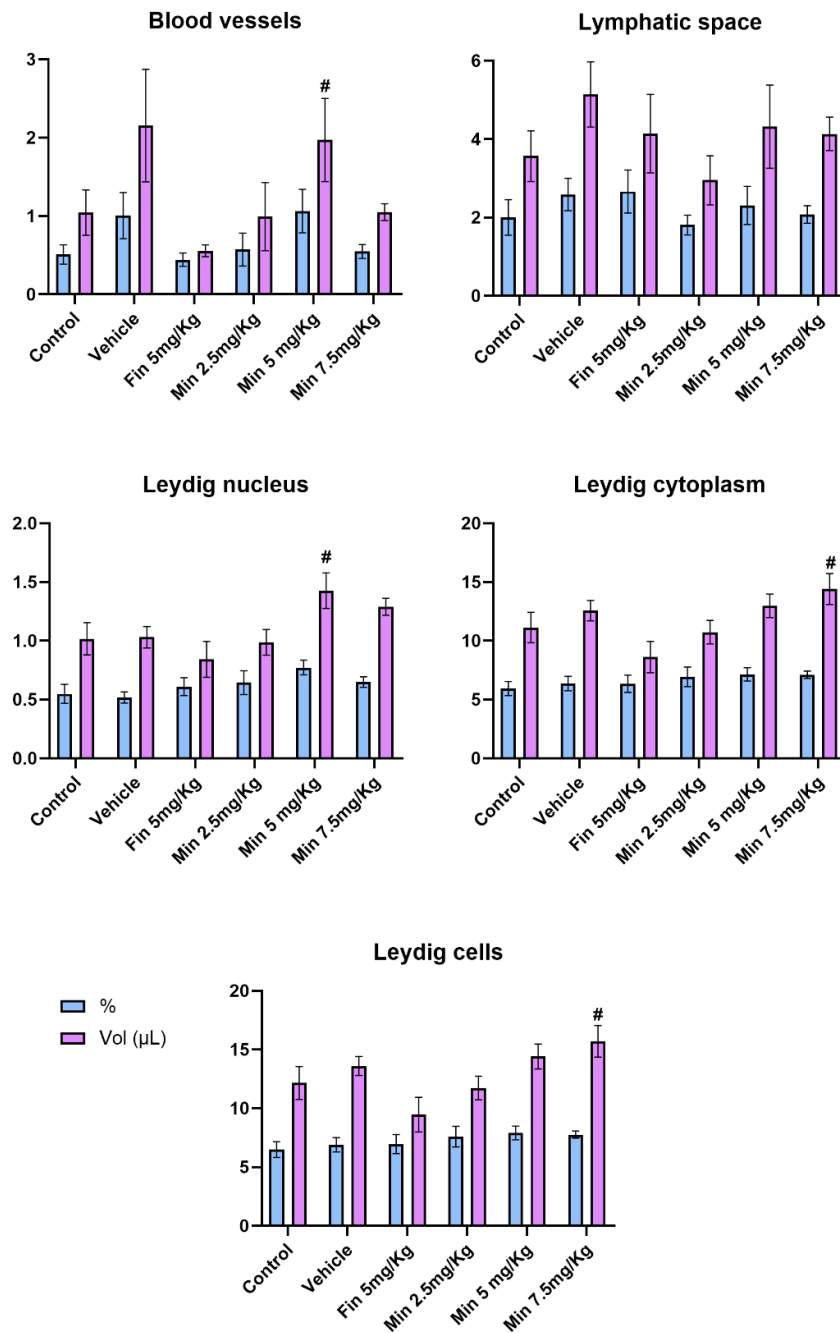 Blood vessels
3
2
1
0
#
Control
Vehicle
Fin 5mg/Kg
Min 2.5mg/Kg
Min 5 mg/Kg
Min 7.5mg/Kg
Lymphatic space
6
4
2
0
Control
Vehicle
Fin 5mg/Kg
Min 2.5mg/Kg
Min 5 mg/Kg
Min 7.5mg/Kg
Leydig nucleus
2.0
1.5
1.0
0.5
0.0
#
Control
Vehicle
Fin 5mg/Kg
Min 2.5mg/Kg
Min 5 mg/Kg
Min 7.5mg/Kg
Leydig cytoplasm
20
15
10
5
0
#
Control
Vehicle
Fin 5mg/Kg
Min 2.5mg/Kg
Min 5 mg/Kg
Min 7.5mg/Kg
Leydig cells
%
Vol (µL)
20
15
10
5
0
#
Control
Vehicle
Fin 5mg/Kg
Min 2.5mg/Kg
Min 5 mg/Kg
Min 7.5mg/Kg